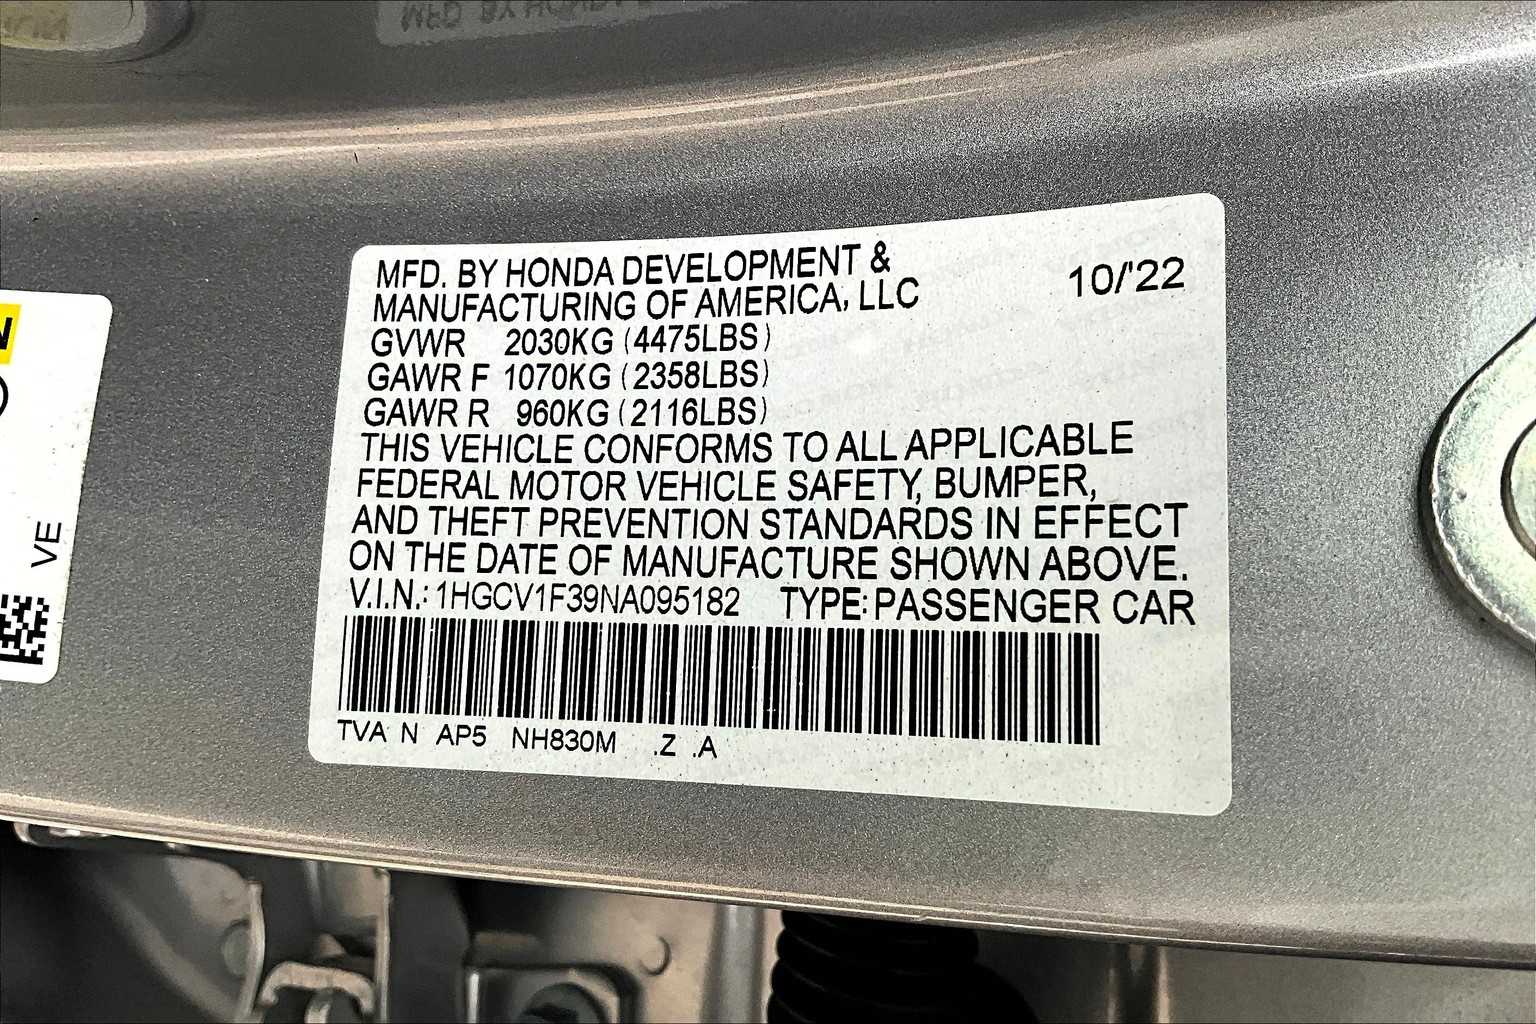 MFD. BY HONDA DEVELOPMENT &
MANUFACTURING OF AMERICA, LLC
10/'22
GVWR 2030KG (4475LBS)
GAWR F 1070KG (2358LBS)
GAWR R 960KG (2116LBS)
THIS VEHICLE CONFORMS TO ALL APPLICABLE
FEDERAL MOTOR VEHICLE SAFETY, BUMPER,
AND THEFT PREVENTION STANDARDS IN EFFECT
ON THE DATE OF MANUFACTURE SHOWN ABOVE.
V.I.N.: 1HGCV1F39NA095182 TYPE: PASSENGER CAR
TVA N AP5 NH830M .Z .A
VE